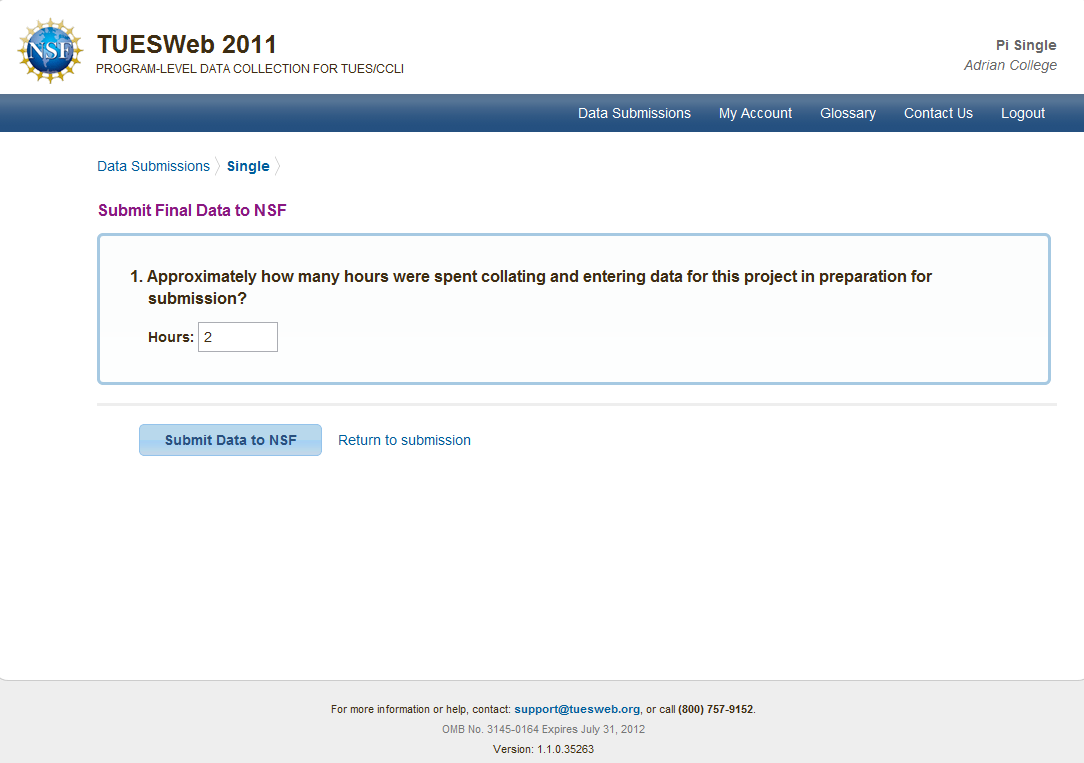 NSF
TUESWeb 2011
PROGRAM-LEVEL DATA COLLECTION FOR TUES/CCLI
Pi Single
Adrian College
Data Submissions My Account Glossary Contact Us Logout
Data Submissions Single
Submit Final Data to NSF
1. Approximately how many hours were spent collating and entering data for this project in preparation for
submission?
Hours: 2
Submit Data to NSF Return to submission
For more information or help, contact: support@tuesweb.org, or call (800) 757-9152.
OMB No. 3145-0164 Expires July 31, 2012
Version: 1.1.0.35263